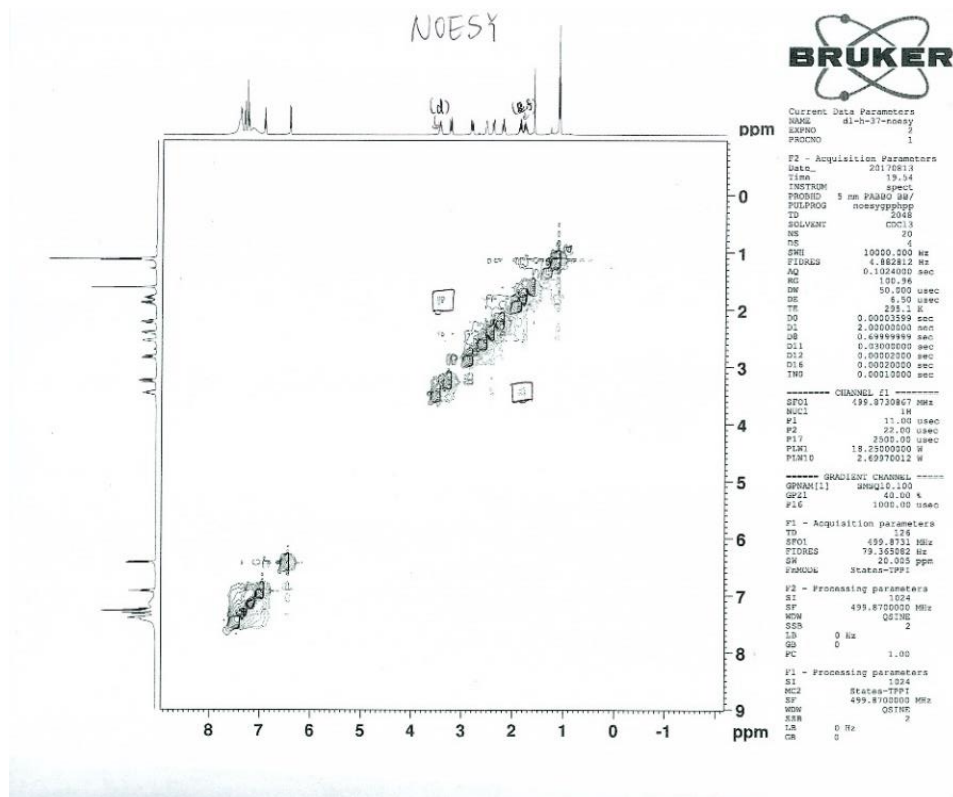 NOESY
(d)
BRUKER
ppm
0
1
2
3
4
5
6
7
8
9
8 7 6 5 4 3 2 1 0 -1 ppm
Current Data Parameters
NAME d1-h-37-noesy
EXPNO 2
PROCNO 1
F2 - Acquisition Parameters
Date_ 20170813
Time 19.54
INSTRUM spect
PROBHD 5 mm PABBO BB/
PULPROG noesygpphpp
TD 2048
SOLVENT CDCl3
NS 20
DS 4
SWH 10000.000 Hz
FIDRES 4.882812 Hz
AQ 0.1024000 sec
RG 100.96
DW 50.000 usec
DE 6.50 usec
TE 295.1 K
D0 0.00003599 sec
D1 2.00000000 sec
D8 0.69999999 sec
D11 0.03000000 sec
D12 0.00002000 sec
D16 0.00020000 sec
IN0 0.00010000 sec
======== CHANNEL f1 ========
SFO1 499.8730867 MHz
NUC1 1H
P1 11.00 usec
P2 22.00 usec
P17 2500.00 usec
PLW1 18.25000000 W
PLW10 2.69970012 W
====== GRADIENT CHANNEL =====
GPNAM[1] SMSQ10.100
GPZ1 40.00 %
P16 1000.00 usec
F1 - Acquisition parameters
TD 126
SFO1 499.8731 MHz
FIDRES 79.365082 Hz
SW 20.005 ppm
FnMODE States-TPPI
F2 - Processing parameters
SI 1024
SF 499.8700000 MHz
WDW QSINE
SSB 2
LB 0 Hz
GB 0
PC 1.00
F1 - Processing parameters
SI 1024
MC2 States-TPPI
SF 499.8700000 MHz
WDW QSINE
SSB 2
LB 0 Hz
GB 0